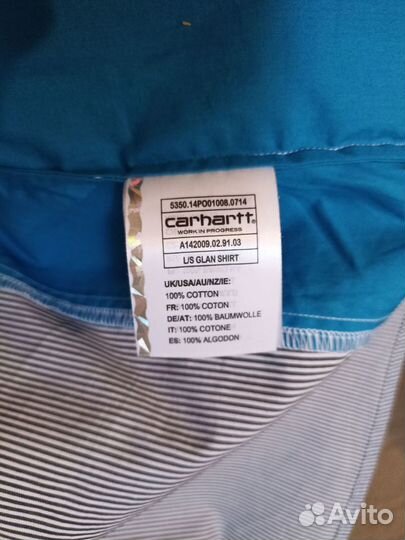 5350.14PO01008.0714
carhartt
WORK IN PROGRESS
A142009.02.91.03
L/S GLAN SHIRT
UK/USA/AU/NZ/IE:
100% COTTON
FR: 100% COTON
DE/AT: 100% BAUMWOLLE
IT: 100% COTONE
ES: 100% ALGODON
Avito